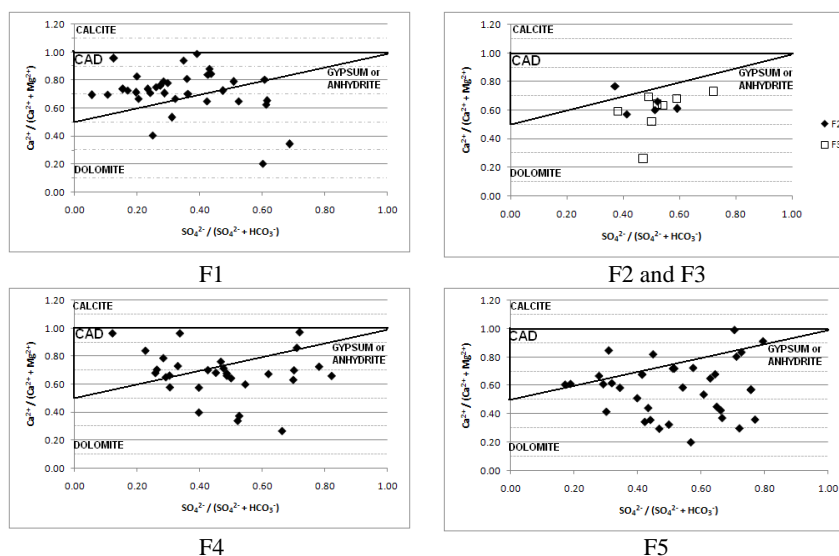 CALCITE
CAD
GYPSUM or
ANHYDRITE
DOLOMITE
1.20
1.00
0.80
0.60
0.40
0.20
0.00
0.00 0.20 0.40 0.60 0.80 1.00
Ca²⁺/ (Ca²⁺ + Mg²⁺)
SO₄²⁻/ (SO₄²⁻ + HCO₃⁻)
F1
CALCITE
CAD
GYPSUM or
ANHYDRITE
DOLOMITE
1.20
1.00
0.80
0.60
0.40
0.20
0.00
0.00 0.20 0.40 0.60 0.80 1.00
Ca²⁺/ (Ca²⁺ + Mg²⁺)
SO₄²⁻/ (SO₄²⁻ + HCO₃⁻)
F2
F3
F2 and F3
CALCITE
CAD
GYPSUM or
ANHYDRITE
DOLOMITE
1.20
1.00
0.80
0.60
0.40
0.20
0.00
0.00 0.20 0.40 0.60 0.80 1.00
Ca²⁺/ (Ca²⁺ + Mg²⁺)
SO₄²⁻/ (SO₄²⁻ + HCO₃⁻)
F4
CALCITE
CAD
GYPSUM or
ANHYDRITE
DOLOMITE
1.20
1.00
0.80
0.60
0.40
0.20
0.00
0.00 0.20 0.40 0.60 0.80 1.00
Ca²⁺/ (Ca²⁺ + Mg²⁺)
SO₄²⁻/ (SO₄²⁻ + HCO₃⁻)
F5